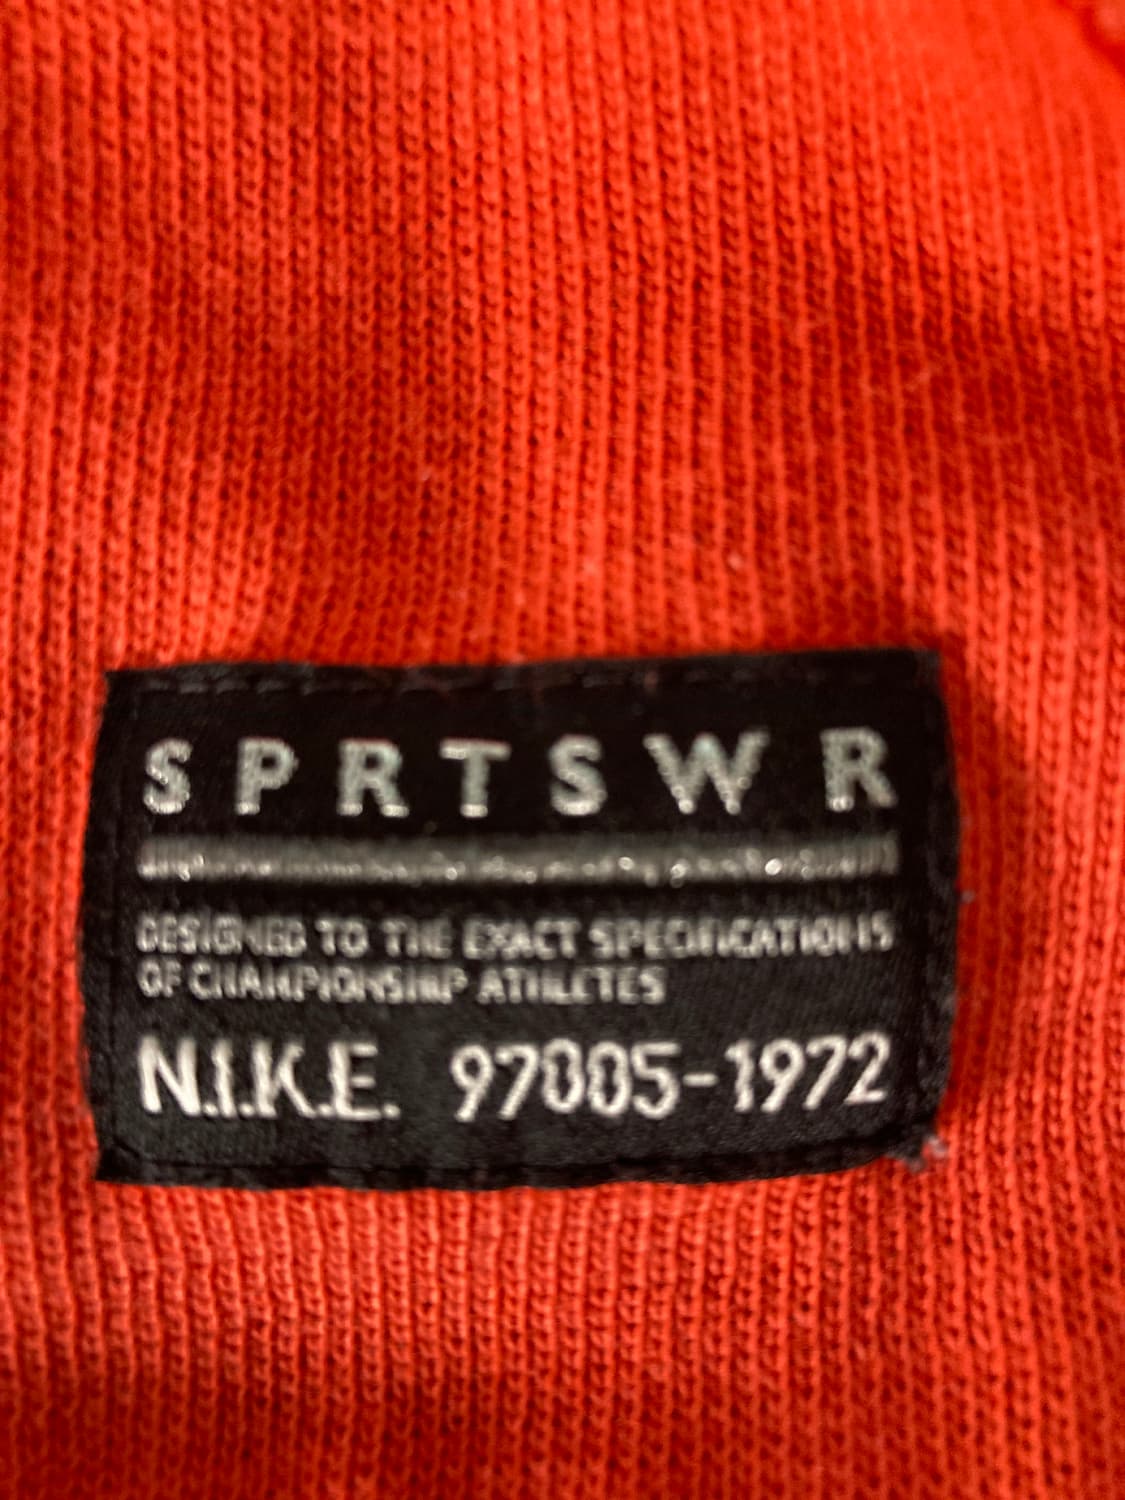 SPRTSWR
DESIGNED TO THE EXACT SPECIFICATIONS
OF CHAMPIONSHIP ATHLETES
N.I.K.E. 97005-1972